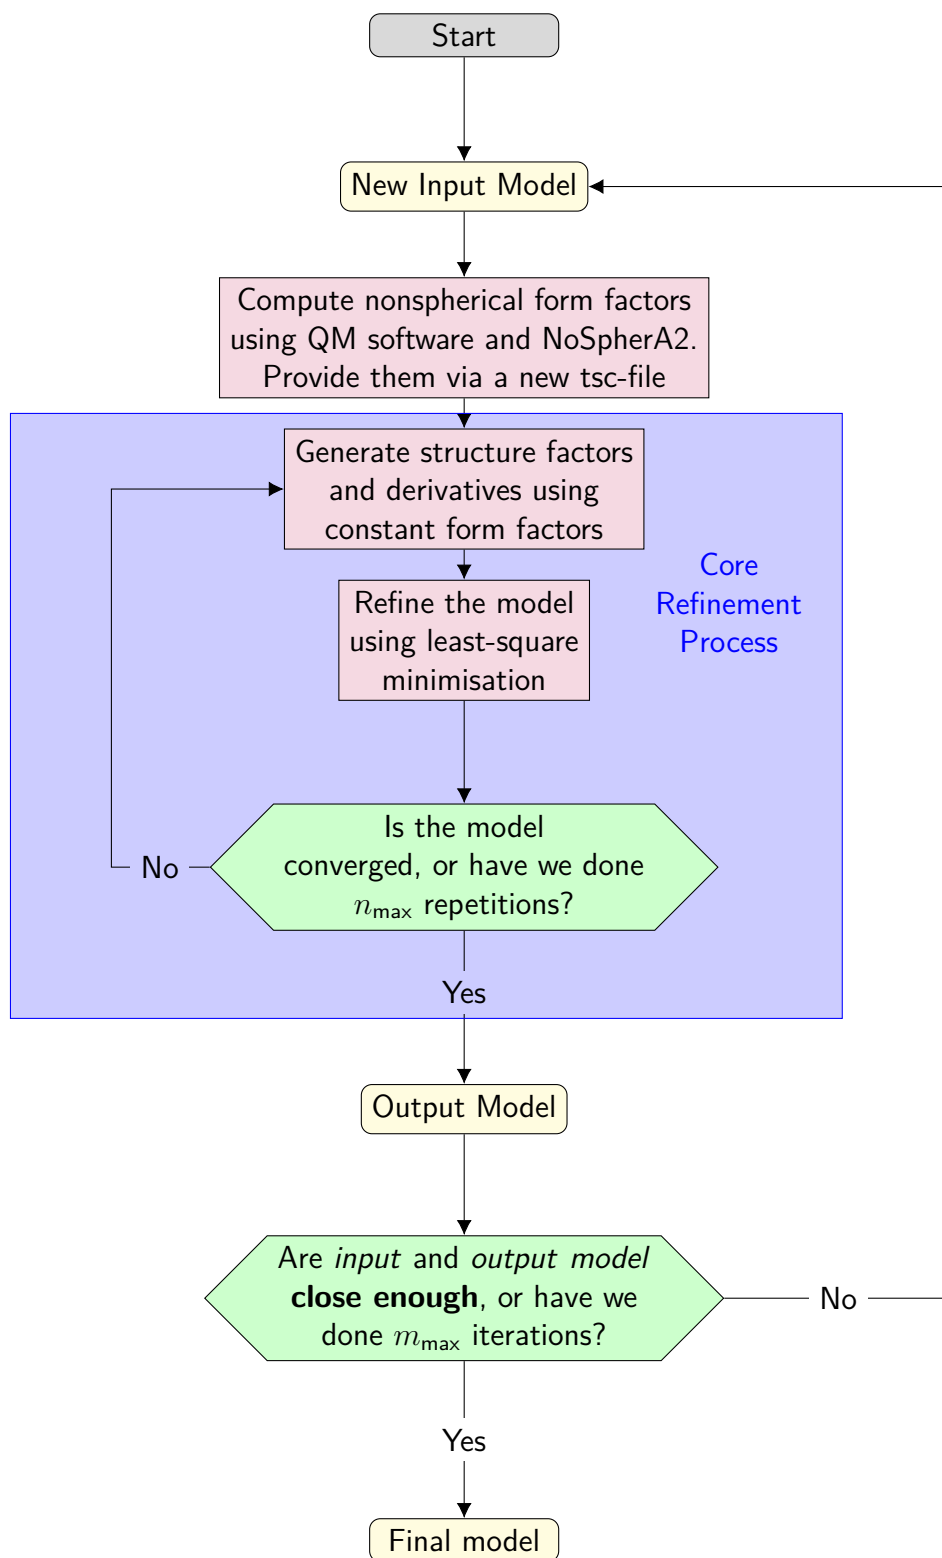 Start
New Input Model
Compute nonspherical form factors
using QM software and NoSpherA2.
Provide them via a new tsc-file
Generate structure factors
and derivatives using
constant form factors
Core
Refinement
Process
Refine the model
using least-square
minimisation
Is the model
converged, or have we done
n_max repetitions?
No
Yes
Output Model
Are input and output model
close enough, or have we
done m_max iterations?
No
Yes
Final model